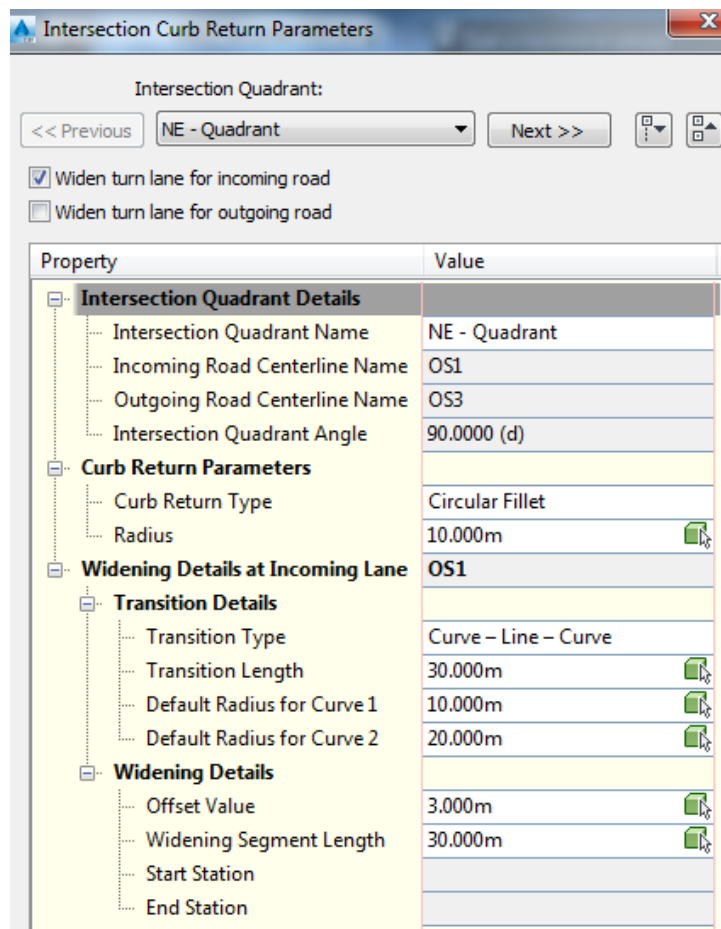 Intersection Curb Return Parameters
Intersection Quadrant:
<< Previous NE - Quadrant Next >>
Widen turn lane for incoming road
Widen turn lane for outgoing road
Property Value
Intersection Quadrant Details
Intersection Quadrant Name NE - Quadrant
Incoming Road Centerline Name OS1
Outgoing Road Centerline Name OS3
Intersection Quadrant Angle 90.0000 (d)
Curb Return Parameters
Curb Return Type Circular Fillet
Radius 10.000m
Widening Details at Incoming Lane OS1
Transition Details
Transition Type Curve – Line – Curve
Transition Length 30.000m
Default Radius for Curve 1 10.000m
Default Radius for Curve 2 20.000m
Widening Details
Offset Value 3.000m
Widening Segment Length 30.000m
Start Station
End Station